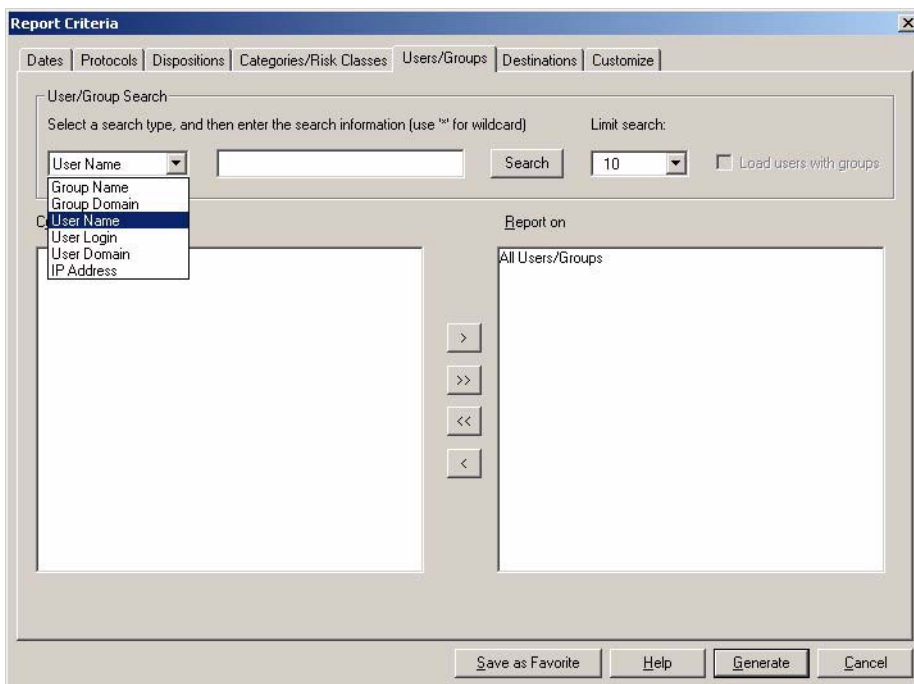 Report Criteria
Dates Protocols Dispositions Categories/Risk Classes Users/Groups Destinations Customize
User/Group Search
Select a search type, and then enter the search information (use '*' for wildcard) Limit search:
User Name Search 10 Load users with groups
Group Name
Group Domain
User Name
User Login
User Domain
IP Address
Report on
All Users/Groups
>
>>
<<
<
Save as Favorite Help Generate Cancel